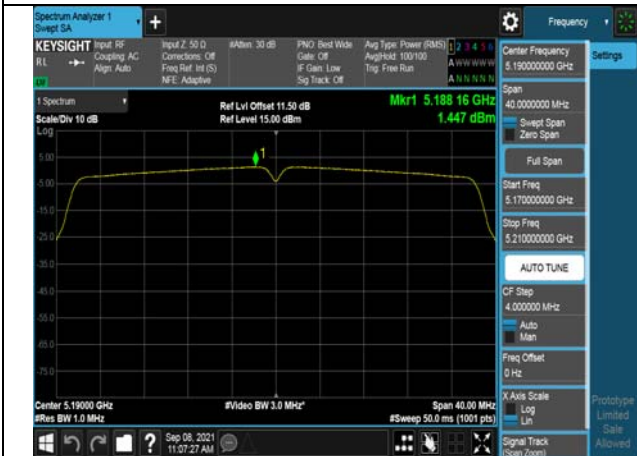 Spectrum Analyzer 1
Swept SA
+
Frequency
KEYSIGHT
RL
Input: RF
Coupling: AC
Align: Auto
Input Z: 50 Ω
Corrections: Off
Freq Ref: Int (S)
NFE: Adaptive
#Atten: 30 dB
PNO: Best Wide
Gate: Off
IF Gain: Low
Sig Track: Off
Avg Type: Power (RMS)
Avg|Hold: 100/100
Trig: Free Run
1 2 3 4 5 6
A W W W W W
A N N N N N
1 Spectrum
Scale/Div 10 dB
Log
Ref Lvl Offset 11.50 dB
Ref Level 15.00 dBm
Mkr1 5.188 16 GHz
1.447 dBm
1
5.00
-5.00
-15.0
-25.0
-35.0
-45.0
-55.0
-65.0
-75.0
Center 5.19000 GHz
#Res BW 1.0 MHz
#Video BW 3.0 MHz*
Span 40.00 MHz
#Sweep 50.0 ms (1001 pts)
Sep 08, 2021
11:07:27 AM
Center Frequency
5.190000000 GHz
Settings
Span
40.0000000 MHz
Swept Span
Zero Span
Full Span
Start Freq
5.170000000 GHz
Stop Freq
5.210000000 GHz
AUTO TUNE
CF Step
4.000000 MHz
Auto
Man
Freq Offset
0 Hz
X Axis Scale
Log
Lin
Signal Track
(Span Zoom)
Prototype
Limited
Sale
Allowed